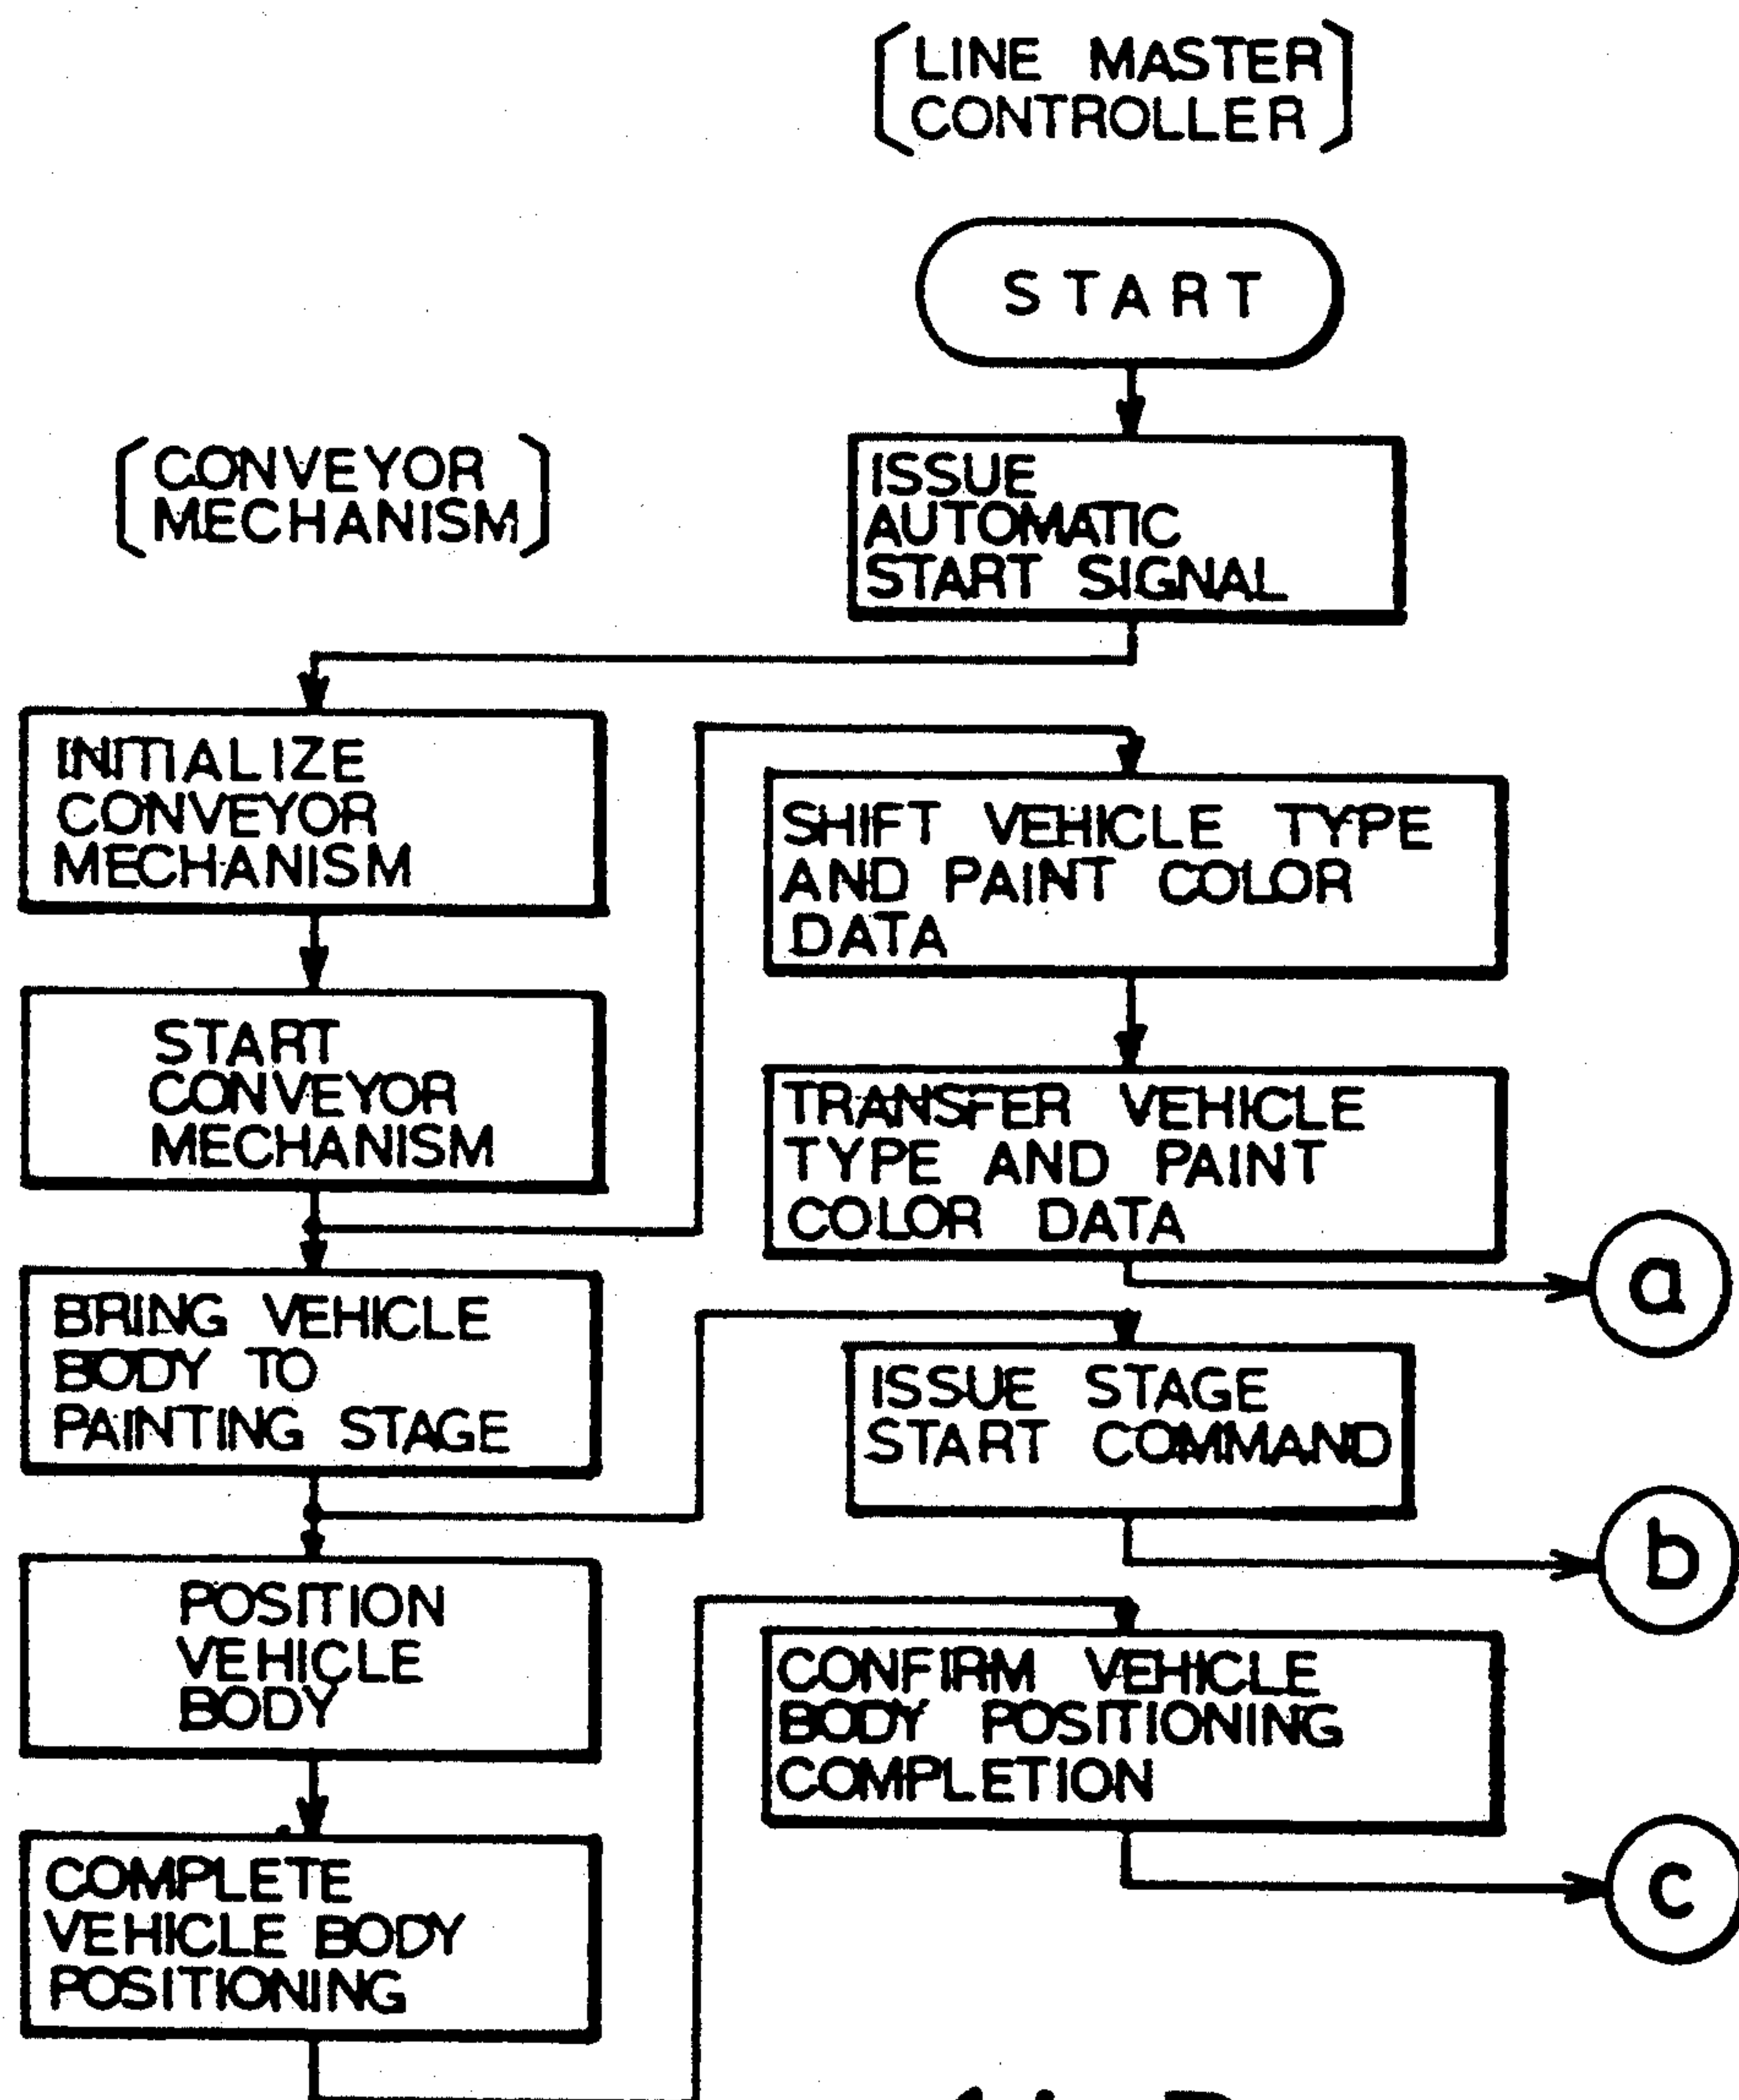 LINE MASTER
CONTROLLER
START
CONVEYOR
MECHANISM
ISSUE
AUTOMATIC
START SIGNAL
INITIALIZE
CONVEYOR
MECHANISM
SHIFT VEHICLE TYPE
AND PAINT COLOR
DATA
START
CONVEYOR
MECHANISM
TRANSFER VEHICLE
TYPE AND PAINT
COLOR DATA
a
BRING VEHICLE
BODY TO
PAINTING STAGE
ISSUE STAGE
START COMMAND
b
POSITION
VEHICLE
BODY
CONFIRM VEHICLE
BODY POSITIONING
COMPLETION
c
COMPLETE
VEHICLE BODY
POSITIONING